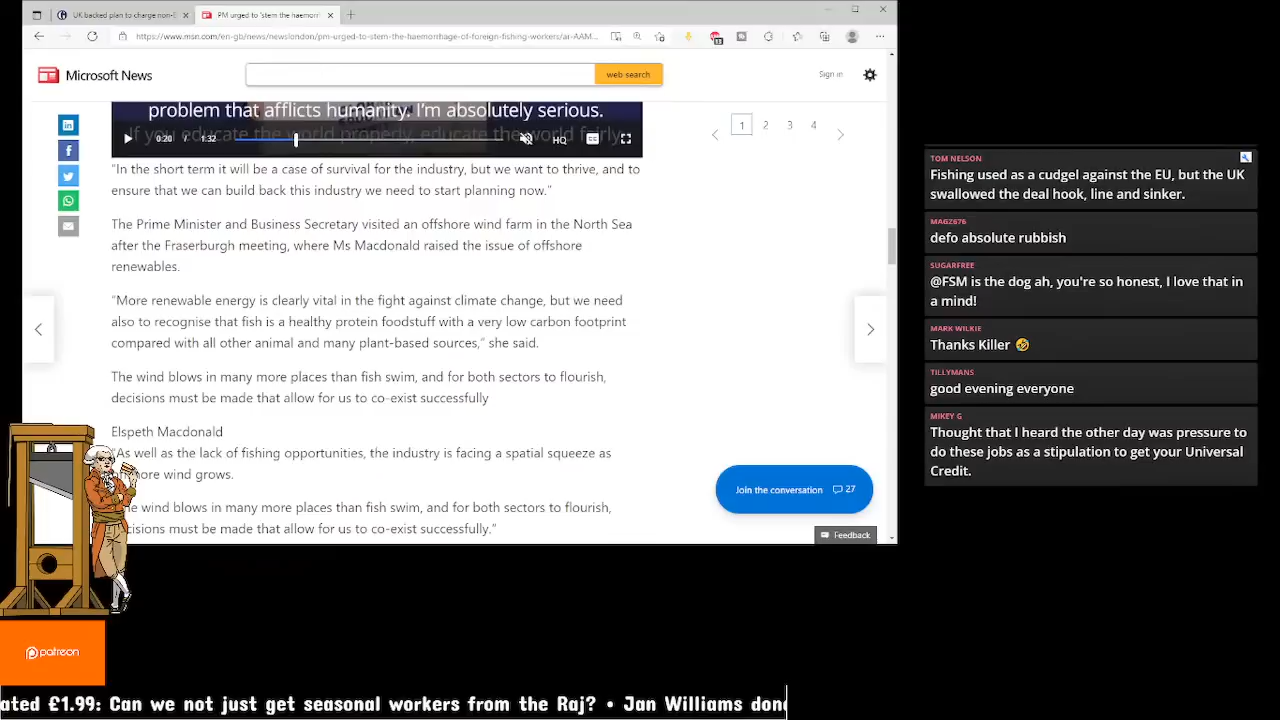 UK backed plan to charge non-E
PM urged to 'stem the haemorrh
https://www.msn.com/en-gb/news/newslondon/pm-urged-to-stem-the-haemorrhage-of-foreign-fishing-workers/ar-AAM...
Microsoft News
web search
Sign in
problem that afflicts humanity. I'm absolutely serious.
If you educate the world properly, educate the world fairly
0:20
1:32
HQ
1
2
3
4
"In the short term it will be a case of survival for the industry, but we want to thrive, and to
ensure that we can build back this industry we need to start planning now."
The Prime Minister and Business Secretary visited an offshore wind farm in the North Sea
after the Fraserburgh meeting, where Ms Macdonald raised the issue of offshore
renewables.
"More renewable energy is clearly vital in the fight against climate change, but we need
also to recognise that fish is a healthy protein foodstuff with a very low carbon footprint
compared with all other animal and many plant-based sources," she said.
The wind blows in many more places than fish swim, and for both sectors to flourish,
decisions must be made that allow for us to co-exist successfully
Elspeth Macdonald
"As well as the lack of fishing opportunities, the industry is facing a spatial squeeze as
ore wind grows.
e wind blows in many more places than fish swim, and for both sectors to flourish,
ecisions must be made that allow for us to co-exist successfully."
Join the conversation 27
Feedback
TOM NELSON
Fishing used as a cudgel against the EU, but the UK
swallowed the deal hook, line and sinker.
MAGZ676
defo absolute rubbish
SUGARFREE
@FSM is the dog ah, you're so honest, I love that in
a mind!
MARK WILKIE
Thanks Killer 🤣
TILLYMANS
good evening everyone
MIKEY G
Thought that I heard the other day was pressure to
do these jobs as a stipulation to get your Universal
Credit.
patreon
ated £1.99: Can we not just get seasonal workers from the Raj? • Jan Williams don